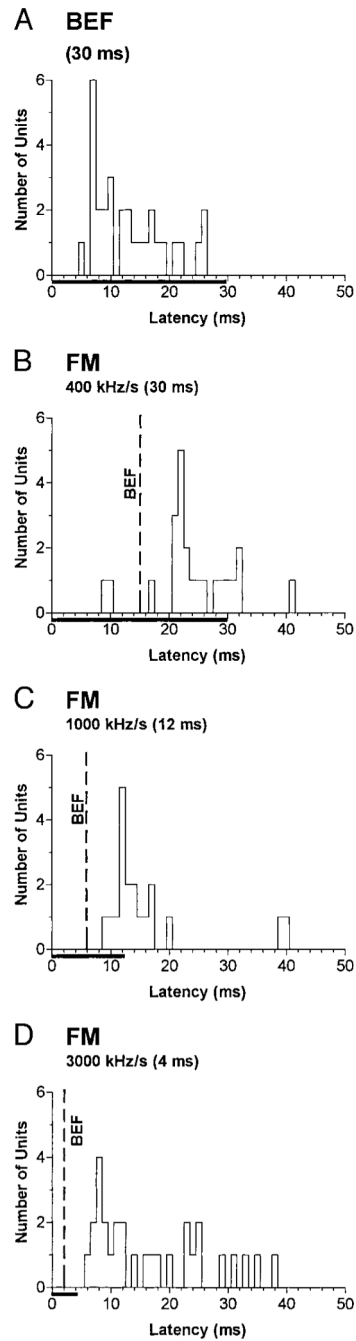 A BEF
(30 ms)
6
4
2
0
Number of Units
0 10 20 30 40 50
Latency (ms)
B FM
400 kHz/s (30 ms)
6
4
2
0
Number of Units
BEF
0 10 20 30 40 50
Latency (ms)
C FM
1000 kHz/s (12 ms)
6
4
2
0
Number of Units
BEF
0 10 20 30 40 50
Latency (ms)
D FM
3000 kHz/s (4 ms)
6
4
2
0
Number of Units
BEF
0 10 20 30 40 50
Latency (ms)